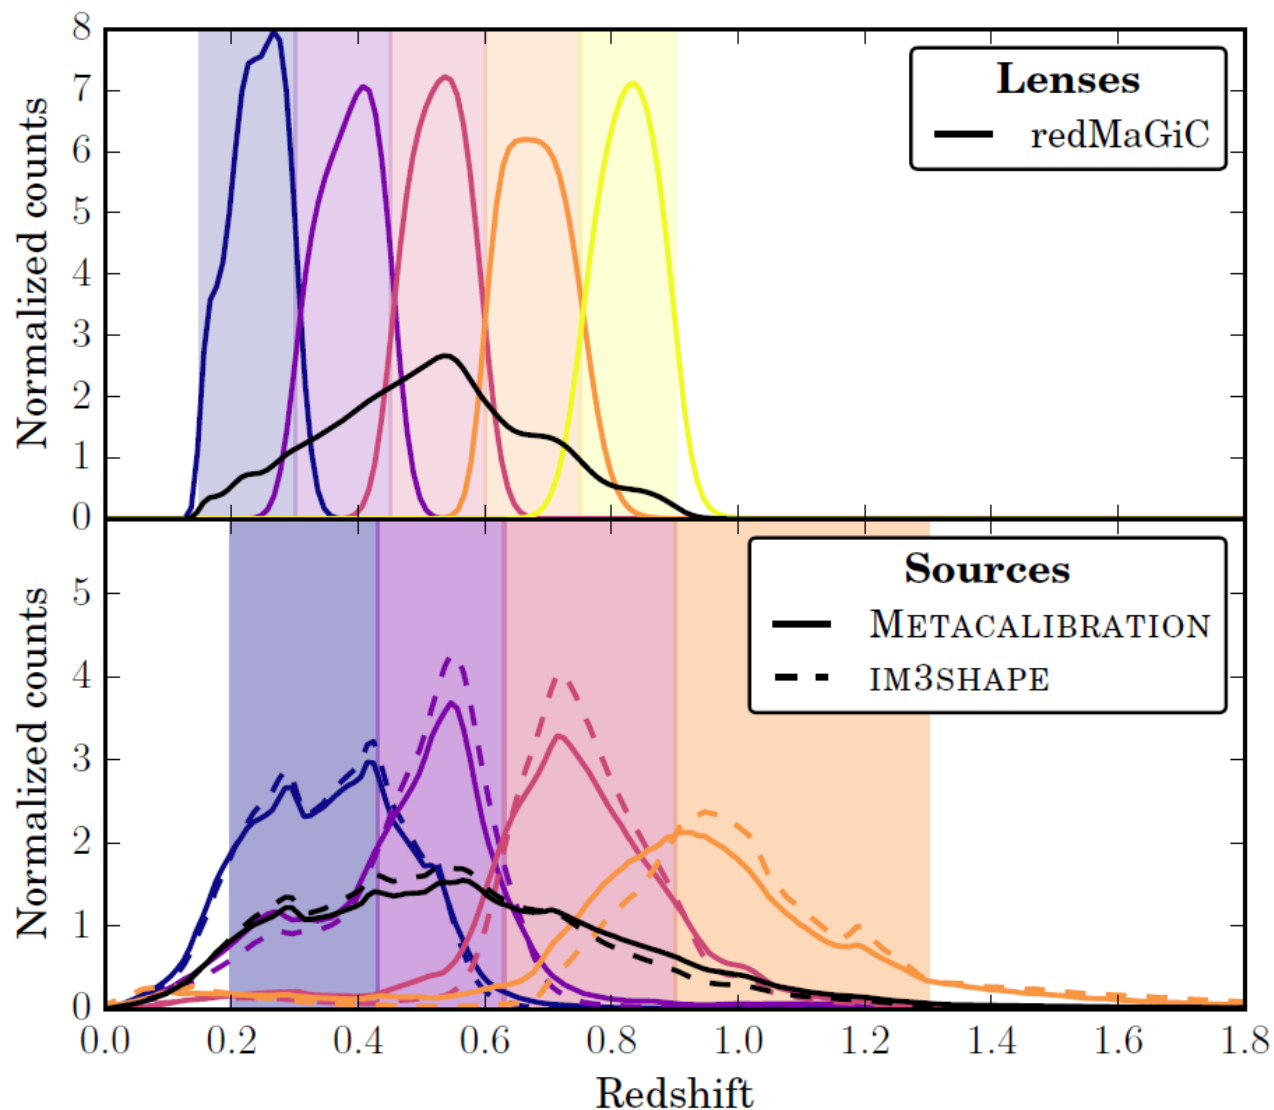 8
7
6
5
4
3
2
1
0
Normalized counts
Lenses
redMaGiC
5
4
3
2
1
0
Normalized counts
Sources
METACALIBRATION
IM3SHAPE
0.0 0.2 0.4 0.6 0.8 1.0 1.2 1.4 1.6 1.8
Redshift